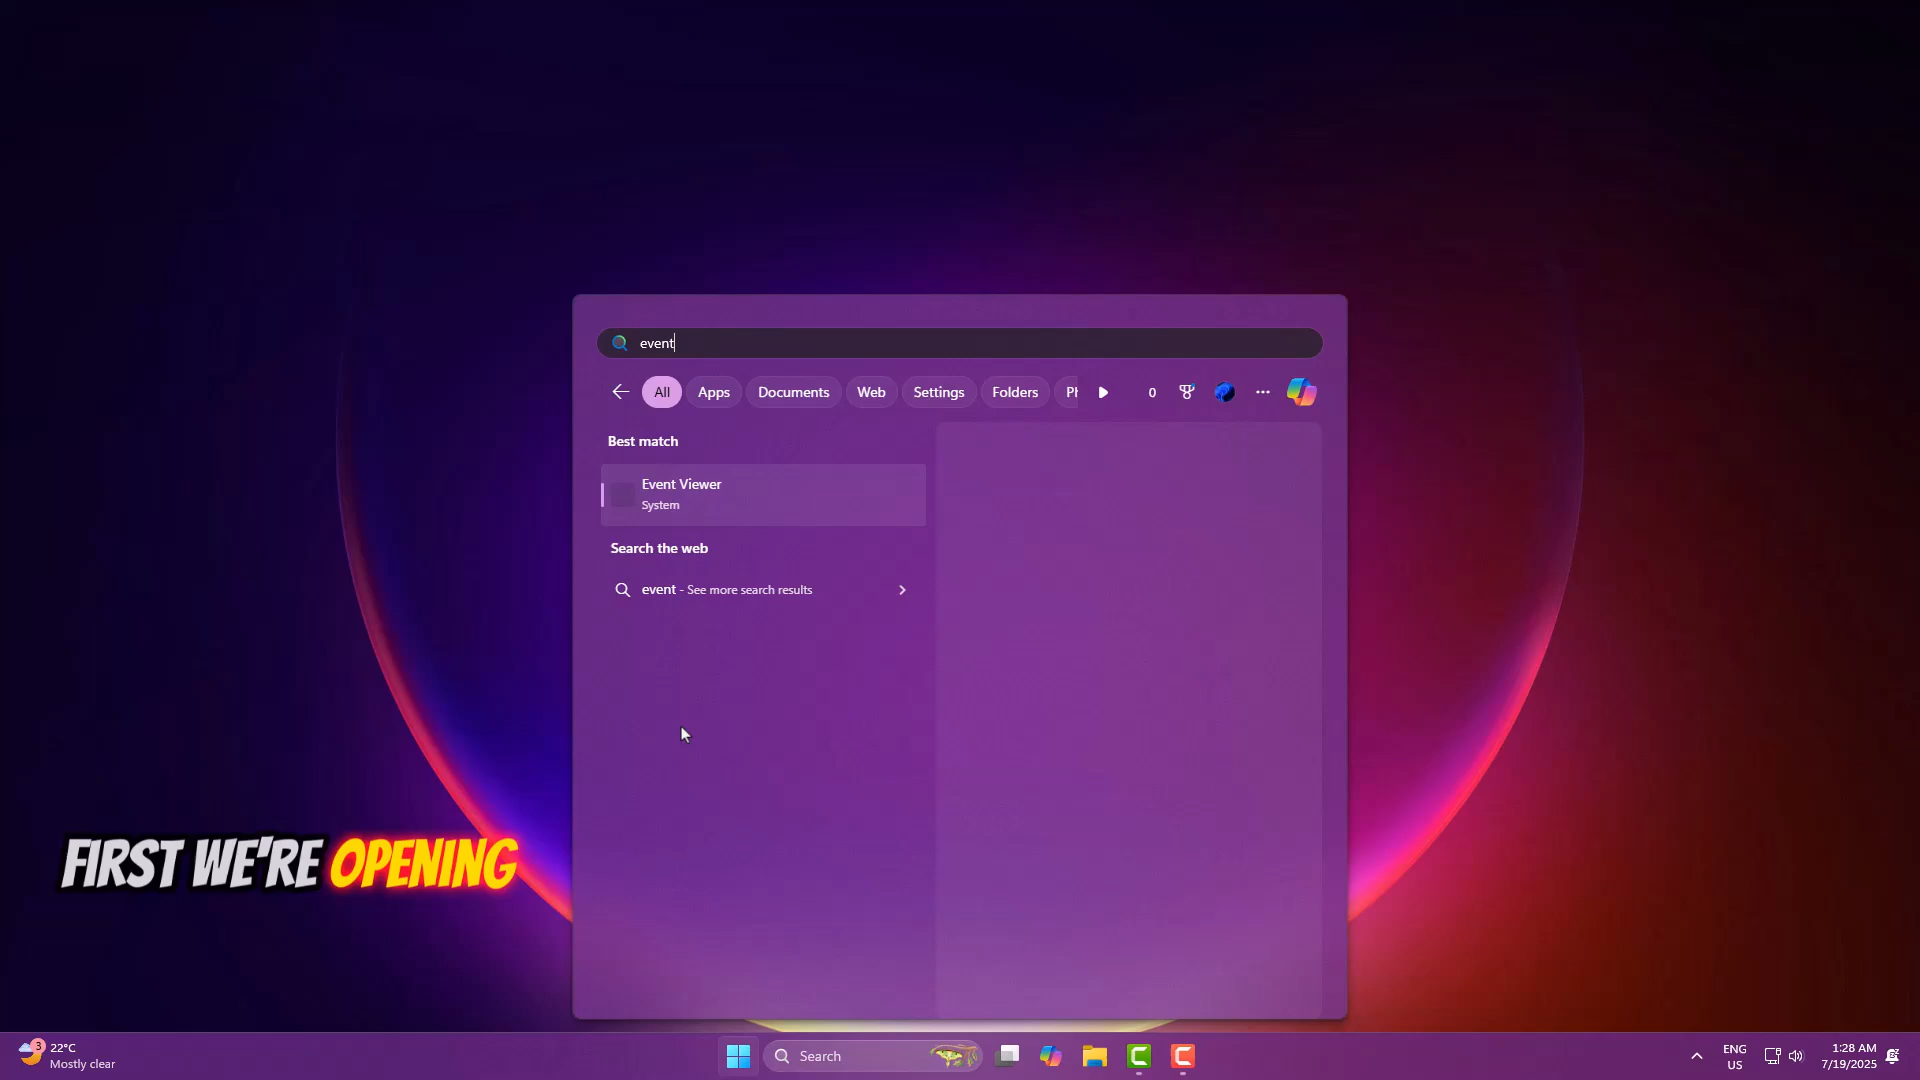 event
All
Apps
Documents
Web
Settings
Folders
0
Best match
Event Viewer
System
Search the web
event - See more search results
FIRST WE'RE OPENING
3
22°C
Mostly clear
Search
ENG
US
1:28 AM
7/19/2025